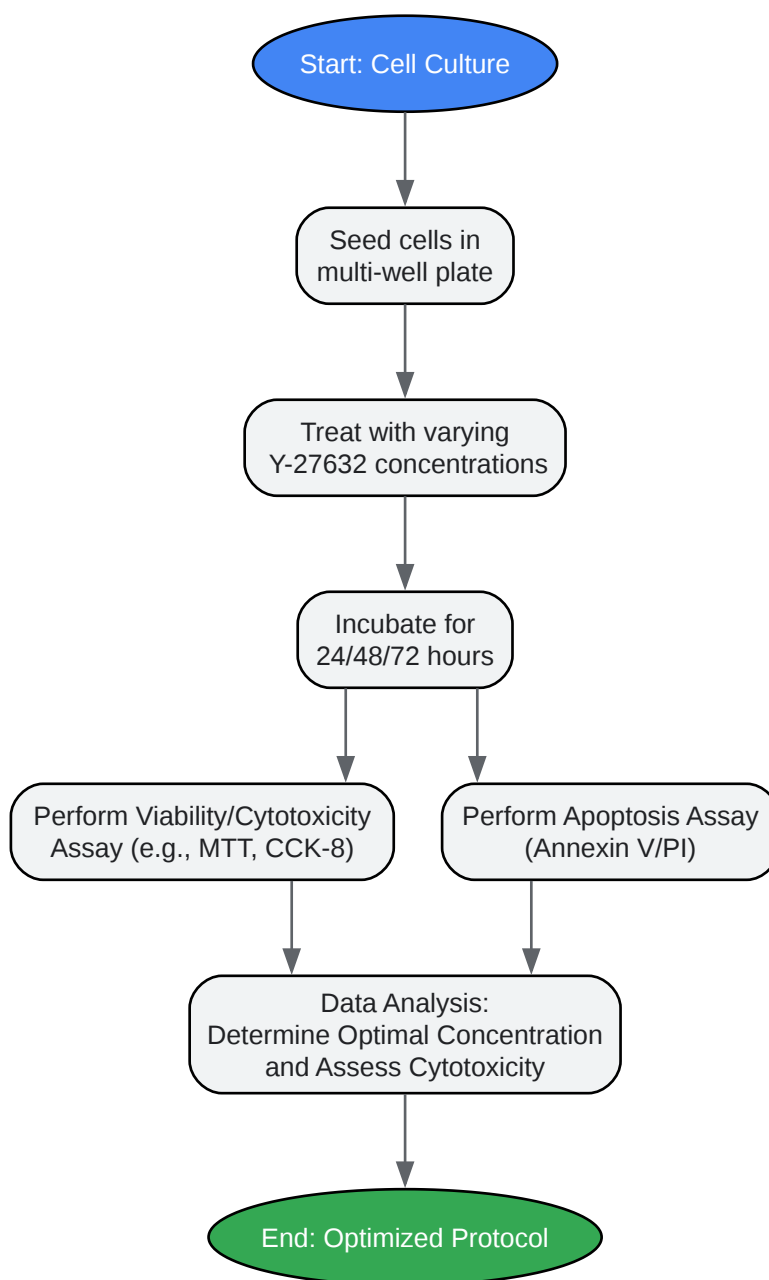 Start: Cell Culture
Seed cells in
multi-well plate
Treat with varying
Y-27632 concentrations
Incubate for
24/48/72 hours
Perform Viability/Cytotoxicity
Assay (e.g., MTT, CCK-8)
Perform Apoptosis Assay
(Annexin V/PI)
Data Analysis:
Determine Optimal Concentration
and Assess Cytotoxicity
End: Optimized Protocol